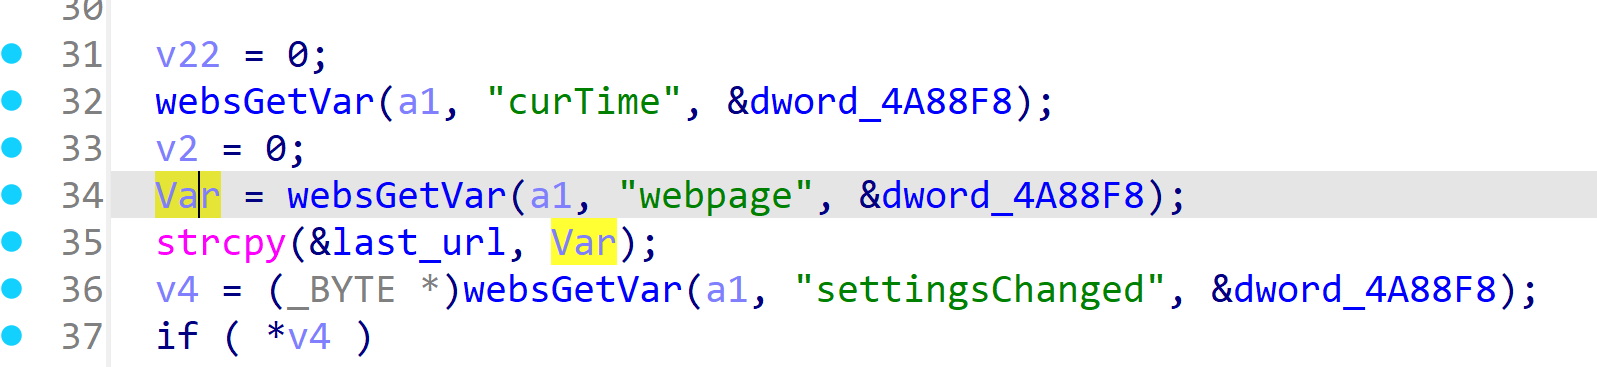 30
31 v22 = 0;
32 websGetVar(a1, "curTime", &dword_4A88F8);
33 v2 = 0;
34 Var = websGetVar(a1, "webpage", &dword_4A88F8);
35 strcpy(&last_url, Var);
36 v4 = (_BYTE *)websGetVar(a1, "settingsChanged", &dword_4A88F8);
37 if ( *v4 )